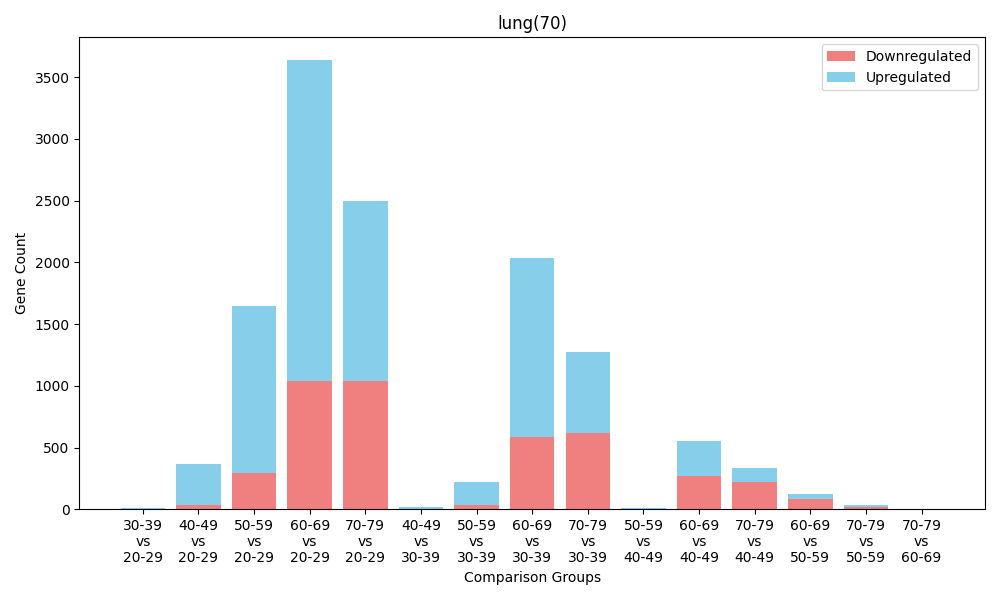 lung(70)
Downregulated
Upregulated
Gene Count
3500
3000
2500
2000
1500
1000
500
0
30-39 40-49 50-59 60-69 70-79 40-49 50-59 60-69 70-79 50-59 60-69 70-79 60-69 70-79 70-79
vs vs vs vs vs vs vs vs vs vs vs vs vs vs vs
20-29 20-29 20-29 20-29 20-29 30-39 30-39 30-39 30-39 40-49 40-49 40-49 50-59 50-59 60-69
Comparison Groups